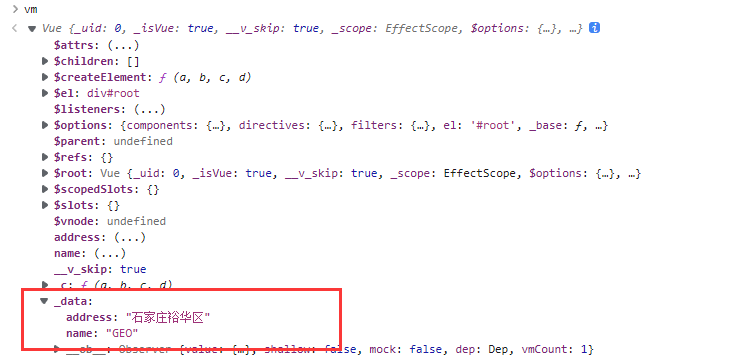 vm
Vue {_uid: 0, _isVue: true, __v_skip: true, _scope: EffectScope, $options: {…}, …}
$attrs: (...)
$children: []
$createElement: ƒ (a, b, c, d)
$el: div#root
$listeners: (...)
$options: {components: {…}, directives: {…}, filters: {…}, el: '#root', _base: ƒ, …}
$parent: undefined
$refs: {}
$root: Vue {_uid: 0, _isVue: true, __v_skip: true, _scope: EffectScope, $options: {…}, …}
$scopedSlots: {}
$slots: {}
$vnode: undefined
address: (...)
name: (...)
__v_skip: true
_c: ƒ (a, b, c, d)
_data:
address: "石家庄裕华区"
name: "GEO"
__ob__: Observer {value: {…}, shallow: false, mock: false, dep: Dep, vmCount: 1}